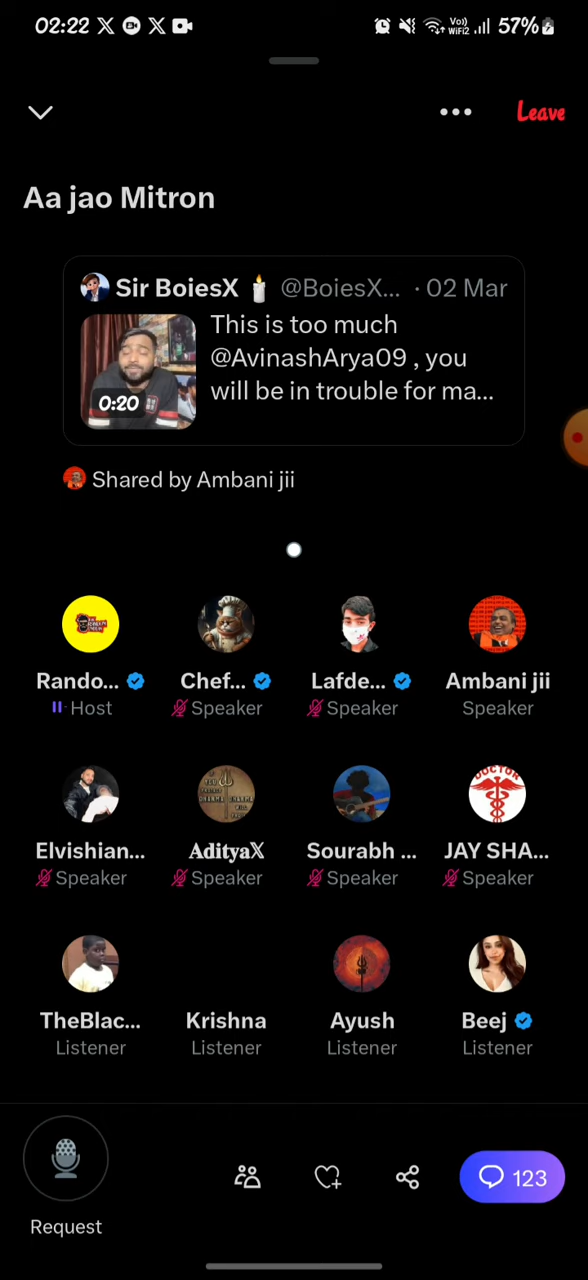 02:22 57%
Vo))
WiFi2
Leave
Aa jao Mitron
Sir BoiesX 🕯 @BoiesX... · 02 Mar
This is too much
@AvinashArya09 , you
will be in trouble for ma...
0:20
Shared by Ambani jii
Rando... Chef... Lafde... Ambani jii
Host Speaker Speaker Speaker
DOCTOR
Elvishian... 𝐀𝐝𝐢𝐭𝐲𝐚𝕏 Sourabh ... JAY SHA...
Speaker Speaker Speaker Speaker
TheBlac... Krishna Ayush Beej
Listener Listener Listener Listener
123
Request